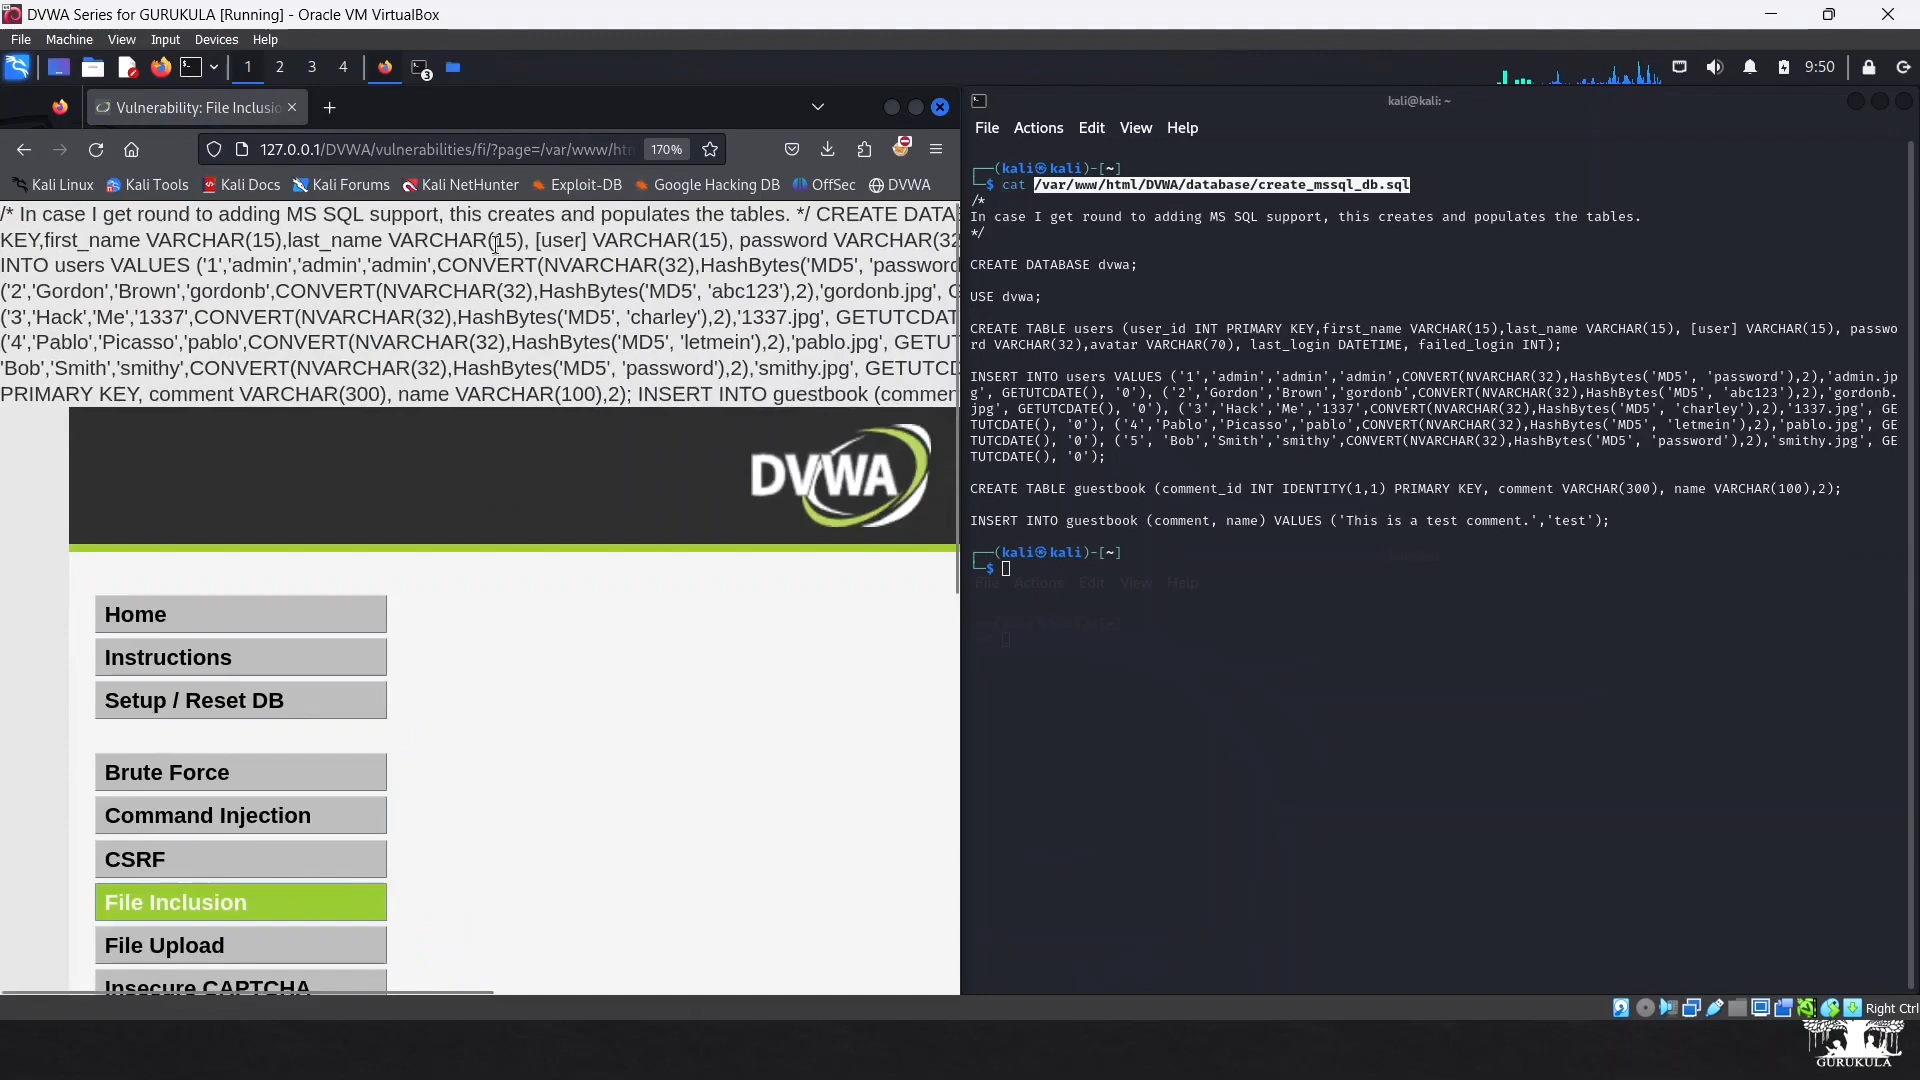 DVWA Series for GURUKULA [Running] - Oracle VM VirtualBox
File Machine View Input Devices Help
1 2 3 4
3
9:50
Vulnerability: File Inclusio
127.0.0.1/DVWA/vulnerabilities/fi/?page=/var/www/htm
170%
Kali Linux Kali Tools Kali Docs Kali Forums Kali NetHunter Exploit-DB Google Hacking DB OffSec DVWA
/* In case I get round to adding MS SQL support, this creates and populates the tables. */ CREATE DATA
KEY,first_name VARCHAR(15),last_name VARCHAR(15), [user] VARCHAR(15), password VARCHAR(32
INTO users VALUES ('1','admin','admin','admin',CONVERT(NVARCHAR(32),HashBytes('MD5', 'password
('2','Gordon','Brown','gordonb',CONVERT(NVARCHAR(32),HashBytes('MD5', 'abc123'),2),'gordonb.jpg', G
('3','Hack','Me','1337',CONVERT(NVARCHAR(32),HashBytes('MD5', 'charley'),2),'1337.jpg', GETUTCDAT
('4','Pablo','Picasso','pablo',CONVERT(NVARCHAR(32),HashBytes('MD5', 'letmein'),2),'pablo.jpg', GETUT
'Bob','Smith','smithy',CONVERT(NVARCHAR(32),HashBytes('MD5', 'password'),2),'smithy.jpg', GETUTCD
PRIMARY KEY, comment VARCHAR(300), name VARCHAR(100),2); INSERT INTO guestbook (commen
DVWA
Home
Instructions
Setup / Reset DB
Brute Force
Command Injection
CSRF
File Inclusion
File Upload
Insecure CAPTCHA
kali@kali: ~
File Actions Edit View Help
┌──(kali㉿kali)-[~]
└─$ cat /var/www/html/DVWA/database/create_mssql_db.sql
/*
In case I get round to adding MS SQL support, this creates and populates the tables.
*/
CREATE DATABASE dvwa;
USE dvwa;
CREATE TABLE users (user_id INT PRIMARY KEY,first_name VARCHAR(15),last_name VARCHAR(15), [user] VARCHAR(15), passwo
rd VARCHAR(32),avatar VARCHAR(70), last_login DATETIME, failed_login INT);
INSERT INTO users VALUES ('1','admin','admin','admin',CONVERT(NVARCHAR(32),HashBytes('MD5', 'password'),2),'admin.jp
g', GETUTCDATE(), '0'), ('2','Gordon','Brown','gordonb',CONVERT(NVARCHAR(32),HashBytes('MD5', 'abc123'),2),'gordonb.
jpg', GETUTCDATE(), '0'), ('3','Hack','Me','1337',CONVERT(NVARCHAR(32),HashBytes('MD5', 'charley'),2),'1337.jpg', GE
TUTCDATE(), '0'), ('4','Pablo','Picasso','pablo',CONVERT(NVARCHAR(32),HashBytes('MD5', 'letmein'),2),'pablo.jpg', GE
TUTCDATE(), '0'), ('5', 'Bob','Smith','smithy',CONVERT(NVARCHAR(32),HashBytes('MD5', 'password'),2),'smithy.jpg', GE
TUTCDATE(), '0');
CREATE TABLE guestbook (comment_id INT IDENTITY(1,1) PRIMARY KEY, comment VARCHAR(300), name VARCHAR(100),2);
INSERT INTO guestbook (comment, name) VALUES ('This is a test comment.','test');
┌──(kali㉿kali)-[~]
└─$
File Actions Edit View Help
Right Ctrl
GURUKULA